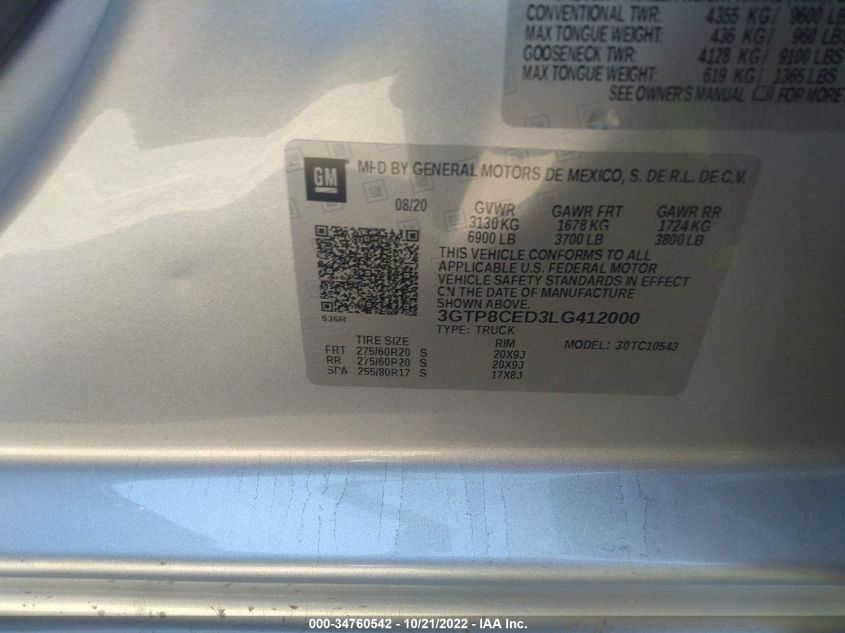 CONVENTIONAL TWR: 4355 KG / 9600 LB
MAX TONGUE WEIGHT: 436 KG / 960 LBS
GOOSENECK TWR: 4128 KG / 9100 LBS
MAX TONGUE WEIGHT: 619 KG / 1365 LBS
SEE OWNER'S MANUAL FOR MORE
GM MFD BY GENERAL MOTORS DE MEXICO, S. DE R.L. DE C.V.
08/20 GVWR GAWR FRT GAWR RR
3130 KG 1678 KG 1724 KG
6900 LB 3700 LB 3800 LB
THIS VEHICLE CONFORMS TO ALL
APPLICABLE U.S. FEDERAL MOTOR
VEHICLE SAFETY STANDARDS IN EFFECT
ON THE DATE OF MANUFACTURE
SHOWN ABOVE.
636R 3GTP8CED3LG412000
TYPE: TRUCK
TIRE SIZE RIM MODEL: 30TC10543
FRT 275/60R20 S 20X9J
RR 275/60R20 S 20X9J
SPA 255/80R17 S 17X8J
000-34760542 - 10/21/2022 - IAA Inc.